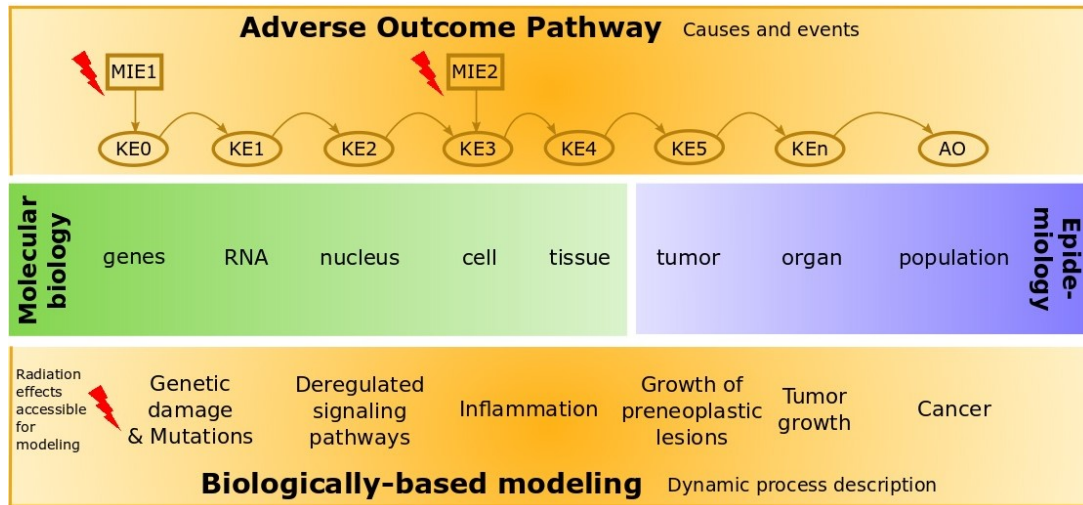 Adverse Outcome Pathway Causes and events
MIE1 MIE2
KE0 KE1 KE2 KE3 KE4 KE5 KEn AO
Molecular
biology
genes RNA nucleus cell tissue tumor organ population
Epide-
miology
Radiation
effects
accessible
for
modeling
Genetic
damage
& Mutations
Deregulated
signaling
pathways
Inflammation
Growth of
preneoplastic
lesions
Tumor
growth
Cancer
Biologically-based modeling Dynamic process description